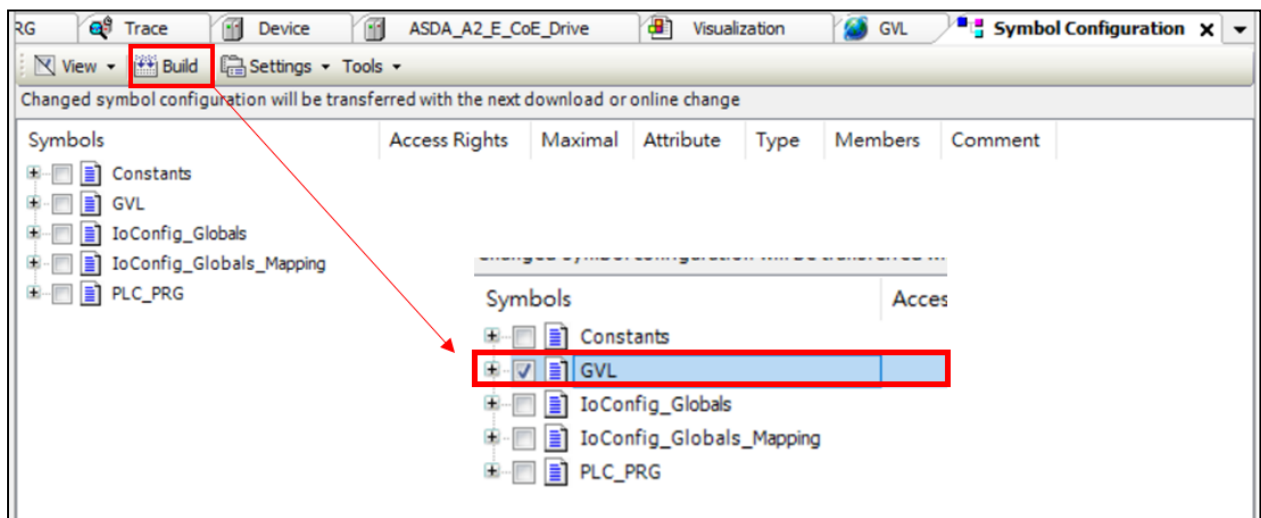 RG Trace Device ASDA_A2_E_CoE_Drive Visualization GVL Symbol Configuration
View Build Settings Tools
Changed symbol configuration will be transferred with the next download or online change
Symbols Access Rights Maximal Attribute Type Members Comment
Constants
GVL
IoConfig_Globals
IoConfig_Globals_Mapping
PLC_PRG
Symbols Acces
Constants
GVL
IoConfig_Globals
IoConfig_Globals_Mapping
PLC_PRG